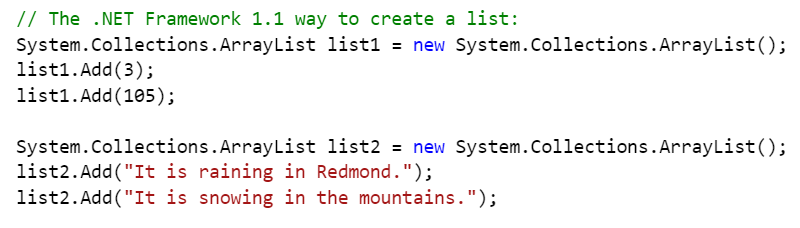 // The .NET Framework 1.1 way to create a list:
System.Collections.ArrayList list1 = new System.Collections.ArrayList();
list1.Add(3);
list1.Add(105);

System.Collections.ArrayList list2 = new System.Collections.ArrayList();
list2.Add("It is raining in Redmond.");
list2.Add("It is snowing in the mountains.");